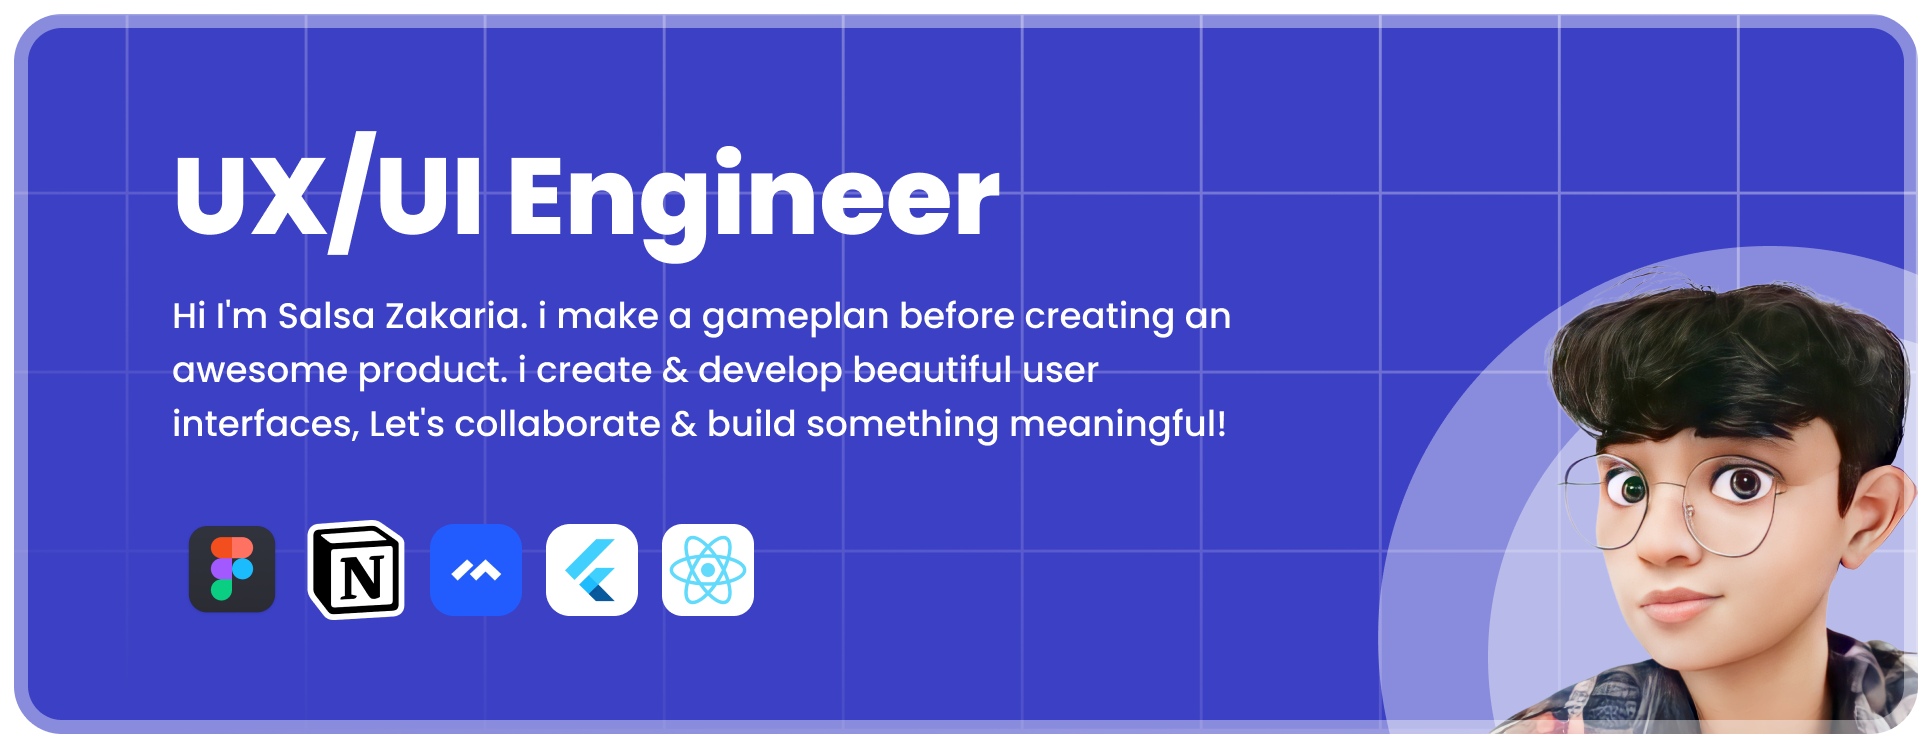 UX/UI Engineer
Hi I'm Salsa Zakaria. i make a gameplan before creating an
awesome product. i create & develop beautiful user
interfaces, Let's collaborate & build something meaningful!
N